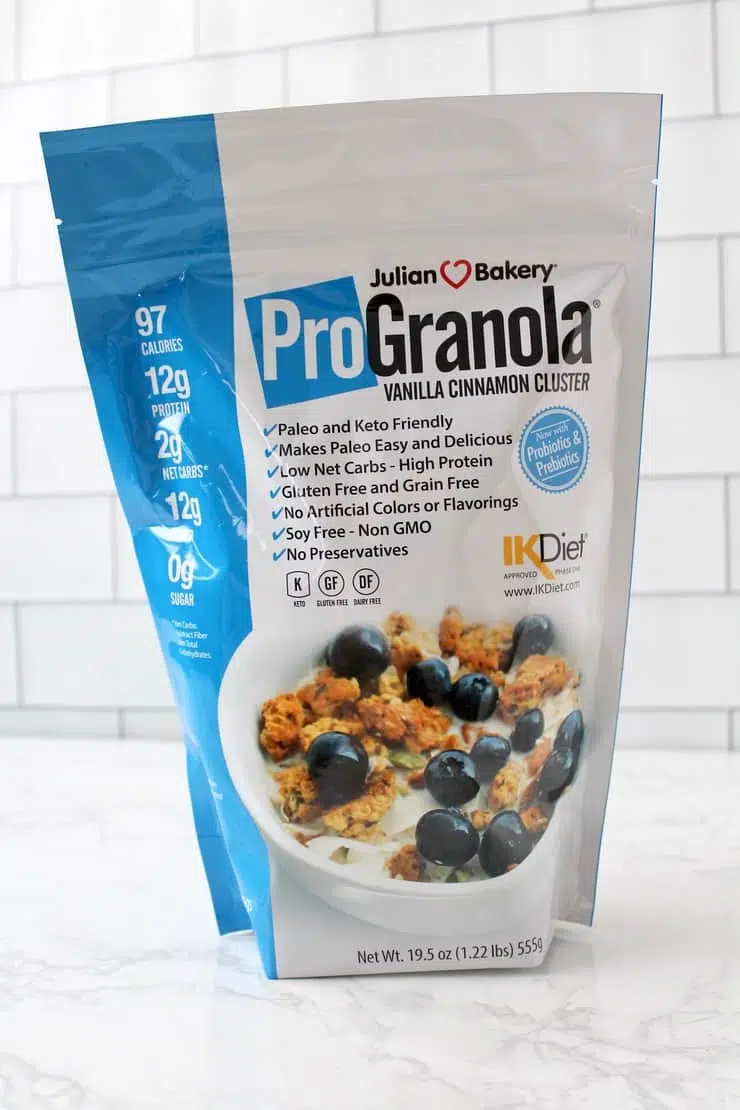 Julian Bakery
ProGranola®
VANILLA CINNAMON CLUSTER
97
CALORIES
12g
PROTEIN
2g
NET CARBS*
12g
0g
SUGAR
✓Paleo and Keto Friendly
✓Makes Paleo Easy and Delicious
✓Low Net Carbs - High Protein
✓Gluten Free and Grain Free
✓No Artificial Colors or Flavorings
✓Soy Free - Non GMO
✓No Preservatives
Now with
Probiotics &
Prebiotics
K GF DF
KETO GLUTEN FREE DAIRY FREE
IKDiet
APPROVED PHASE
www.IKDiet.com
Net Wt. 19.5 oz (1.22 lbs) 555g